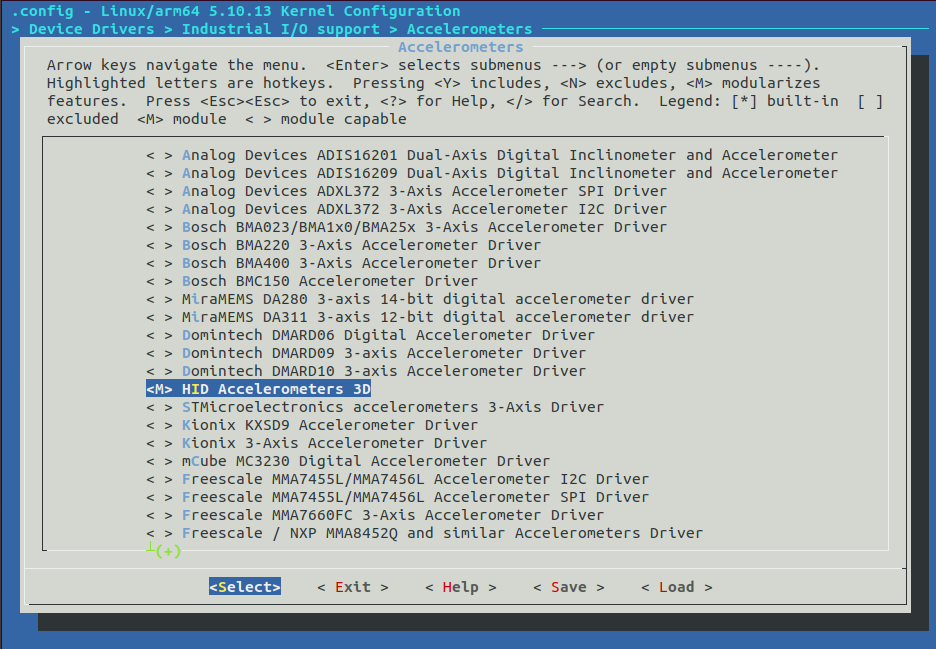 .config - Linux/arm64 5.10.13 Kernel Configuration
> Device Drivers > Industrial I/O support > Accelerometers
Accelerometers
Arrow keys navigate the menu.  <Enter> selects submenus ---> (or empty submenus ----).
Highlighted letters are hotkeys.  Pressing <Y> includes, <N> excludes, <M> modularizes
features.  Press <Esc><Esc> to exit, <?> for Help, </> for Search.  Legend: [*] built-in  [ ]
excluded  <M> module  < > module capable
< > Analog Devices ADIS16201 Dual-Axis Digital Inclinometer and Accelerometer
< > Analog Devices ADIS16209 Dual-Axis Digital Inclinometer and Accelerometer
< > Analog Devices ADXL372 3-Axis Accelerometer SPI Driver
< > Analog Devices ADXL372 3-Axis Accelerometer I2C Driver
< > Bosch BMA023/BMA1x0/BMA25x 3-Axis Accelerometer Driver
< > Bosch BMA220 3-Axis Accelerometer Driver
< > Bosch BMA400 3-Axis Accelerometer Driver
< > Bosch BMC150 Accelerometer Driver
< > MiraMEMS DA280 3-axis 14-bit digital accelerometer driver
< > MiraMEMS DA311 3-axis 12-bit digital accelerometer driver
< > Domintech DMARD06 Digital Accelerometer Driver
< > Domintech DMARD09 3-axis Accelerometer Driver
< > Domintech DMARD10 3-axis Accelerometer Driver
<M> HID Accelerometers 3D
< > STMicroelectronics accelerometers 3-Axis Driver
< > Kionix KXSD9 Accelerometer Driver
< > Kionix 3-Axis Accelerometer Driver
< > mCube MC3230 Digital Accelerometer Driver
< > Freescale MMA7455L/MMA7456L Accelerometer I2C Driver
< > Freescale MMA7455L/MMA7456L Accelerometer SPI Driver
< > Freescale MMA7660FC 3-Axis Accelerometer Driver
< > Freescale / NXP MMA8452Q and similar Accelerometers Driver
┴(+)
<Select>    < Exit >    < Help >    < Save >    < Load >